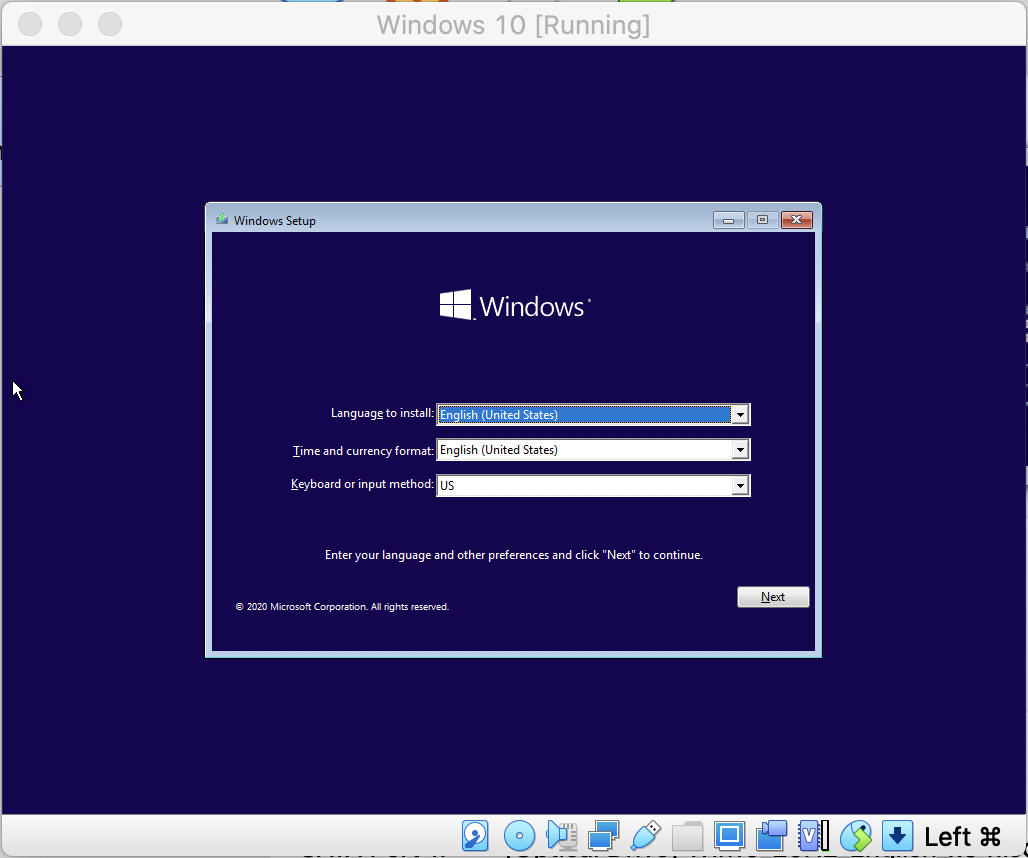 Windows 10 [Running]
Windows Setup
Windows
Language to install: English (United States)
Time and currency format: English (United States)
Keyboard or input method: US
Enter your language and other preferences and click "Next" to continue.
Next
© 2020 Microsoft Corporation. All rights reserved.
V
Left ⌘